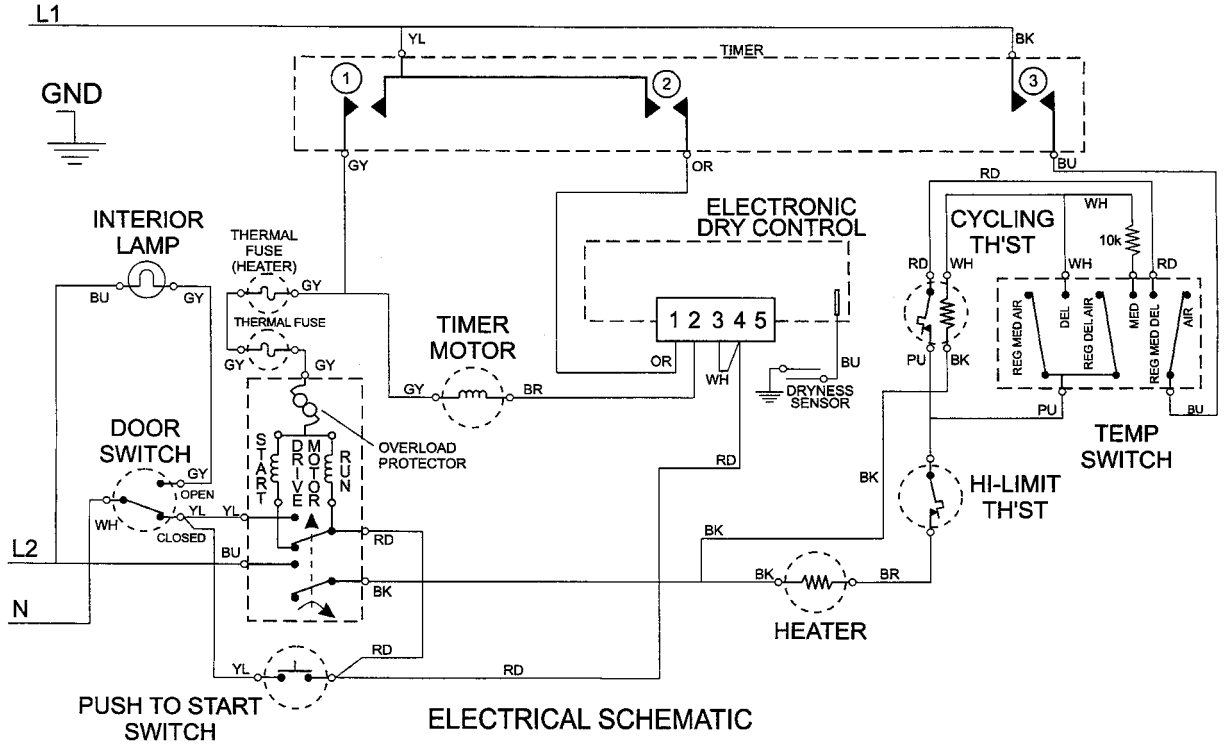 L1
YL
BK
TIMER
1
2
3
GND
GY
OR
BU
RD
WH
INTERIOR
LAMP
THERMAL
FUSE
(HEATER)
ELECTRONIC
DRY CONTROL
CYCLING
TH'ST
10k
BU
GY
GY
RD
WH
WH
RD
THERMAL FUSE
GY
GY
TIMER
MOTOR
1 2 3 4 5
OR
WH
BU
DRYNESS
SENSOR
PU
BK
REG MED AIR
DEL
REG DEL AIR
MED
REG MED DEL
AIR
GY
BR
PU
BU
TEMP
SWITCH
DOOR
SWITCH
OVERLOAD
PROTECTOR
START
DRIVE
MOTOR
RUN
GY
OPEN
YL
YL
YL
WH
CLOSED
RD
BK
HI-LIMIT
TH'ST
L2
BU
RD
BK
N
BK
BK
BR
HEATER
RD
YL
RD
PUSH TO START
SWITCH
ELECTRICAL SCHEMATIC